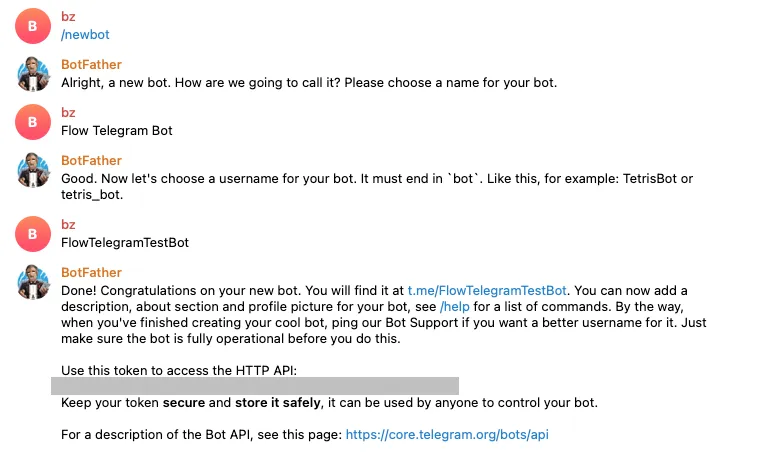 bz
B
/newbot
BotFather
Alright, a new bot. How are we going to call it? Please choose a name for your bot.
bz
B
Flow Telegram Bot
BotFather
Good. Now let's choose a username for your bot. It must end in `bot`. Like this, for example: TetrisBot or
tetris_bot.
bz
B
FlowTelegramTestBot
BotFather
Done! Congratulations on your new bot. You will find it at t.me/FlowTelegramTestBot. You can now add a
description, about section and profile picture for your bot, see /help for a list of commands. By the way,
when you've finished creating your cool bot, ping our Bot Support if you want a better username for it. Just
make sure the bot is fully operational before you do this.
Use this token to access the HTTP API:
Keep your token secure and store it safely, it can be used by anyone to control your bot.
For a description of the Bot API, see this page: https://core.telegram.org/bots/api